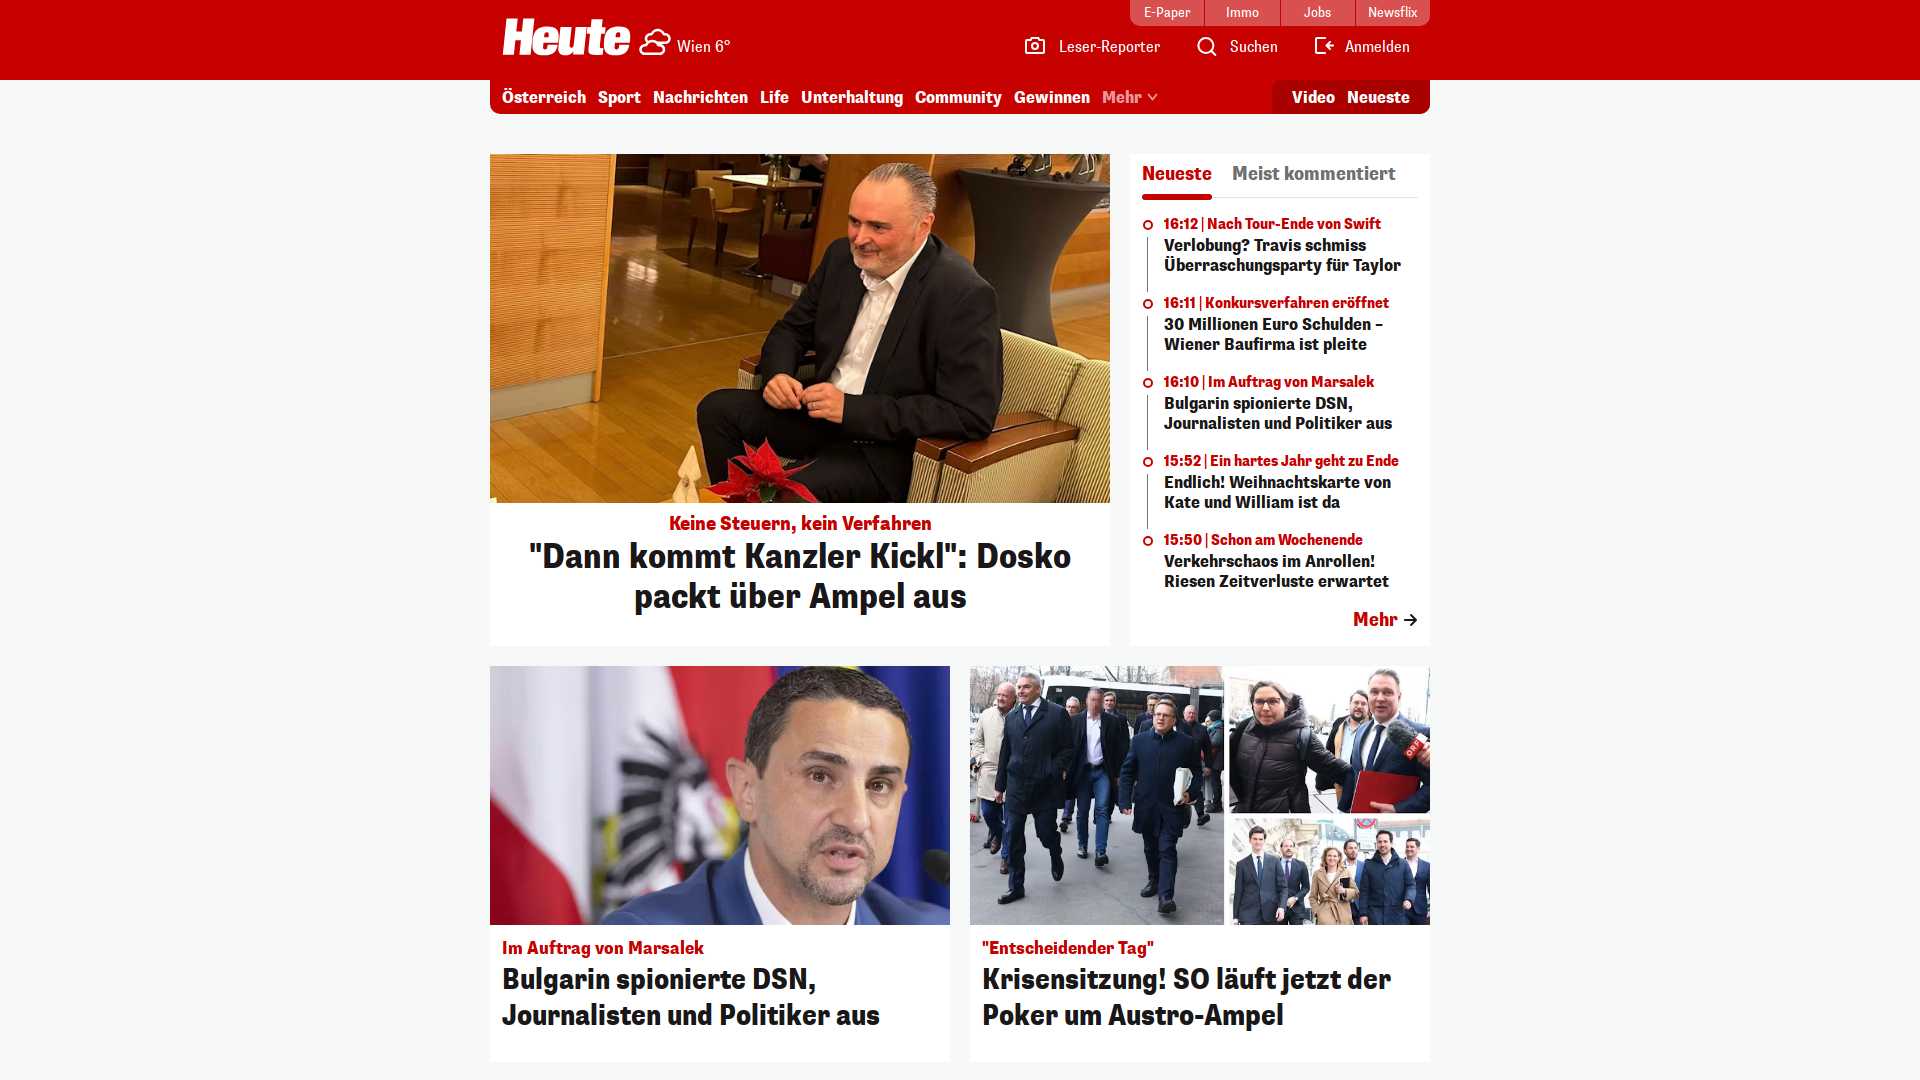 E-Paper
Immo
Jobs
Newsflix
Heute
Wien 6°
Leser-Reporter
Suchen
Anmelden
Österreich
Sport
Nachrichten
Life
Unterhaltung
Community
Gewinnen
Mehr
Video
Neueste
Keine Steuern, kein Verfahren
"Dann kommt Kanzler Kickl": Dosko
packt über Ampel aus
Neueste
Meist kommentiert
16:12 | Nach Tour-Ende von Swift
Verlobung? Travis schmiss
Überraschungsparty für Taylor
16:11 | Konkursverfahren eröffnet
30 Millionen Euro Schulden –
Wiener Baufirma ist pleite
16:10 | Im Auftrag von Marsalek
Bulgarin spionierte DSN,
Journalisten und Politiker aus
15:52 | Ein hartes Jahr geht zu Ende
Endlich! Weihnachtskarte von
Kate und William ist da
15:50 | Schon am Wochenende
Verkehrschaos im Anrollen!
Riesen Zeitverluste erwartet
Mehr
ORF
Im Auftrag von Marsalek
Bulgarin spionierte DSN,
Journalisten und Politiker aus
"Entscheidender Tag"
Krisensitzung! SO läuft jetzt der
Poker um Austro-Ampel